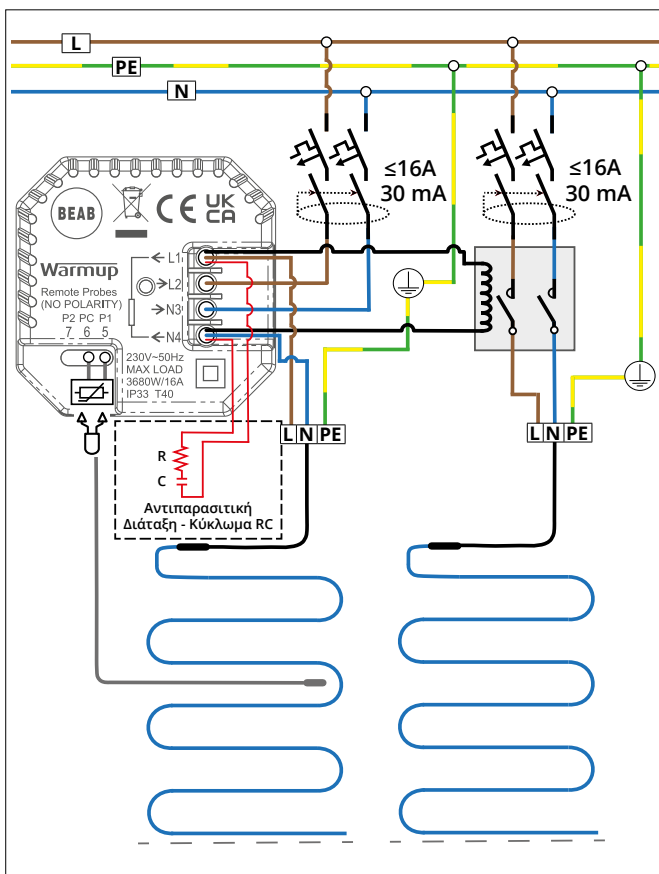 L
PE
N
≤16A
30 mA
≤16A
30 mA
BEAB
CE
UK
CA
Warmup
Remote Probes
(NO POLARITY)
P2 PC P1
7 6 5
L1
L2
N3
N4
230V~50Hz
MAX LOAD
3680W/16A
IP33 T40
L N PE
L N PE
R
C
Αντιπαρασιτική
Διάταξη - Κύκλωμα RC